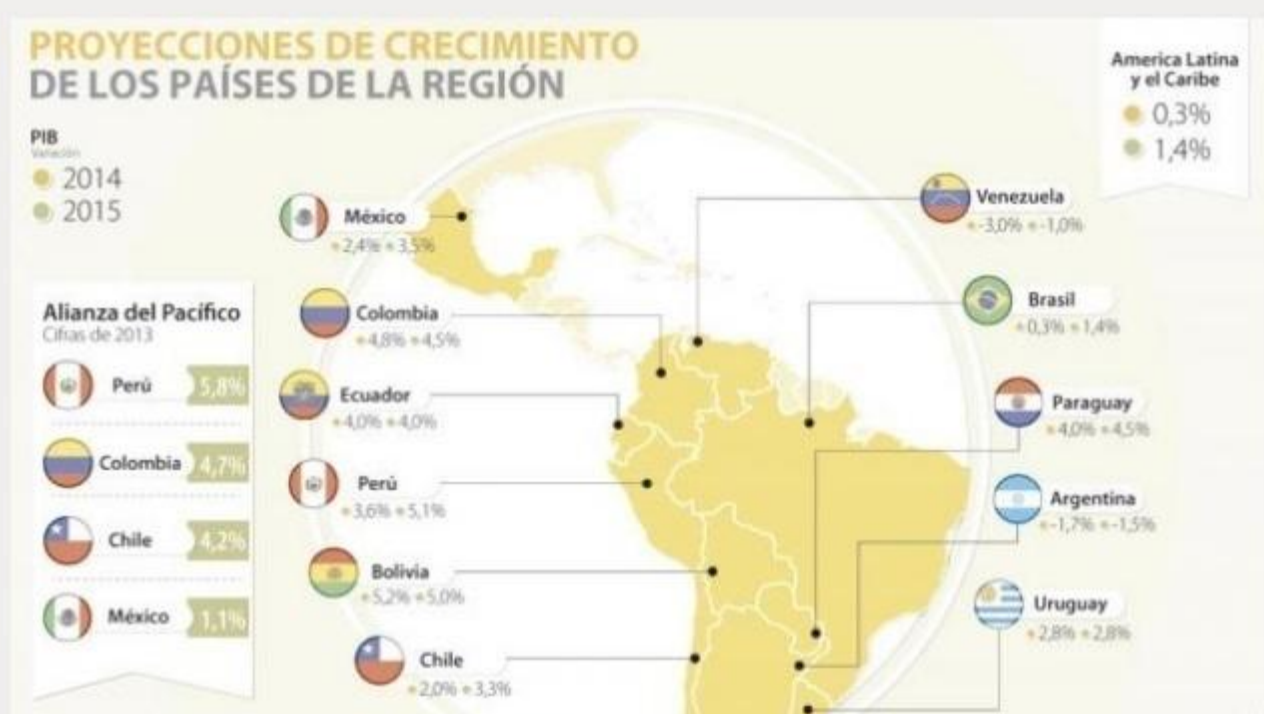 PROYECCIONES DE CRECIMIENTO
DE LOS PAÍSES DE LA REGIÓN
PIB
Variación
2014
2015
America Latina
y el Caribe
0,3%
1,4%
Alianza del Pacífico
Cifras de 2013
Perú 5,8%
Colombia 4,7%
Chile 4,2%
México 1,1%
México
2,4% 3,5%
Colombia
4,8% 4,5%
Ecuador
4,0% 4,0%
Perú
3,6% 5,1%
Bolivia
5,2% 5,0%
Chile
2,0% 3,3%
Venezuela
-3,0% -1,0%
Brasil
0,3% 1,4%
Paraguay
4,0% 4,5%
Argentina
-1,7% -1,5%
Uruguay
2,8% 2,8%